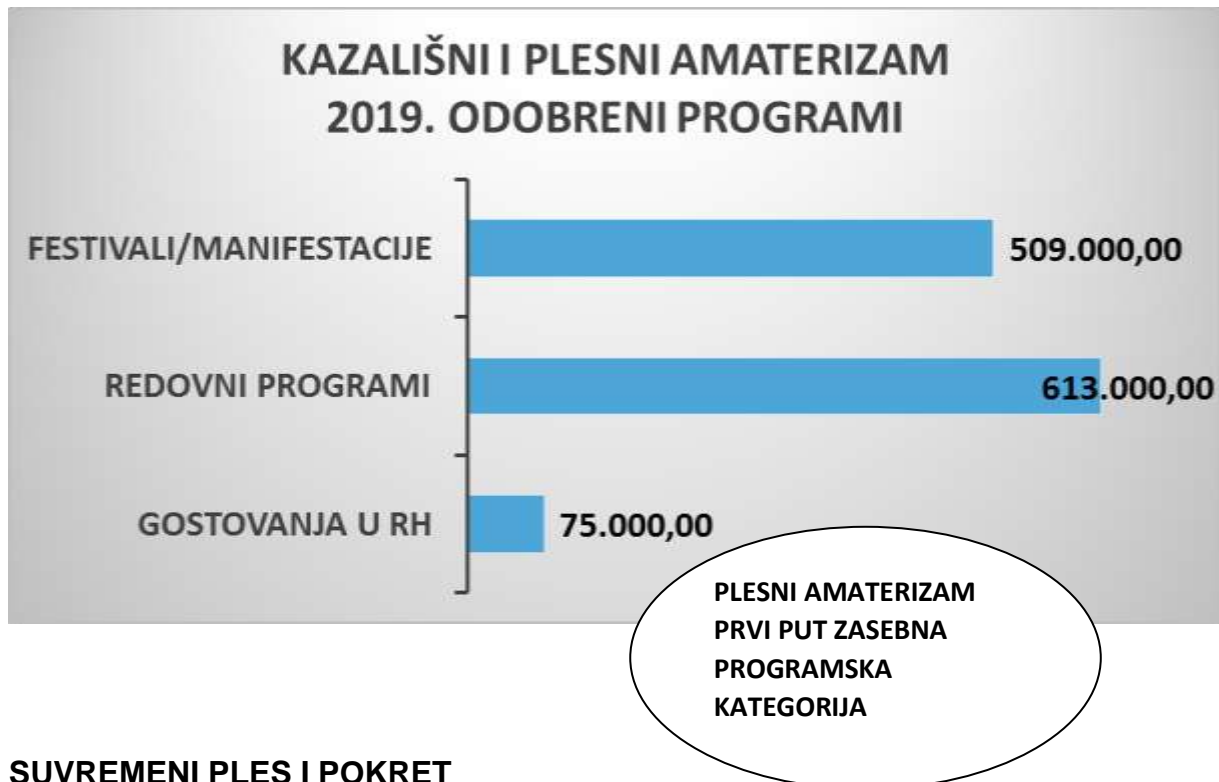 KAZALIŠNI I PLESNI AMATERIZAM
2019. ODOBRENI PROGRAMI
FESTIVALI/MANIFESTACIJE 509.000,00
REDOVNI PROGRAMI 613.000,00
GOSTOVANJA U RH 75.000,00
PLESNI AMATERIZAM
PRVI PUT ZASEBNA
PROGRAMSKA
KATEGORIJA
SUVREMENI PLES I POKRET